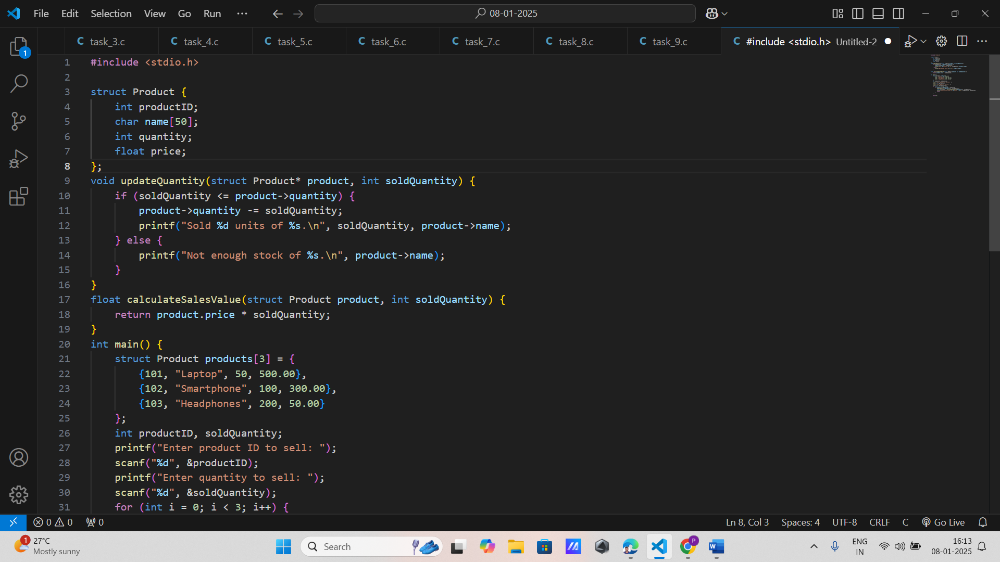 File Edit Selection View Go Run ··· 08-01-2025
C task_3.c C task_4.c C task_5.c C task_6.c C task_7.c C task_8.c C task_9.c C #include <stdio.h> Untitled-2
1
1 #include <stdio.h>
2
3 struct Product {
4 int productID;
5 char name[50];
6 int quantity;
7 float price;
8 };
9 void updateQuantity(struct Product* product, int soldQuantity) {
10 if (soldQuantity <= product->quantity) {
11 product->quantity -= soldQuantity;
12 printf("Sold %d units of %s.\n", soldQuantity, product->name);
13 } else {
14 printf("Not enough stock of %s.\n", product->name);
15 }
16 }
17 float calculateSalesValue(struct Product product, int soldQuantity) {
18 return product.price * soldQuantity;
19 }
20 int main() {
21 struct Product products[3] = {
22 {101, "Laptop", 50, 500.00},
23 {102, "Smartphone", 100, 300.00},
24 {103, "Headphones", 200, 50.00}
25 };
26 int productID, soldQuantity;
27 printf("Enter product ID to sell: ");
28 scanf("%d", &productID);
29 printf("Enter quantity to sell: ");
30 scanf("%d", &soldQuantity);
31 for (int i = 0; i < 3; i++) {
0 0 0 Ln 8, Col 3 Spaces: 4 UTF-8 CRLF C Go Live
1 27°C
Mostly sunny
Search
P
W
ENG
IN
16:13
08-01-2025